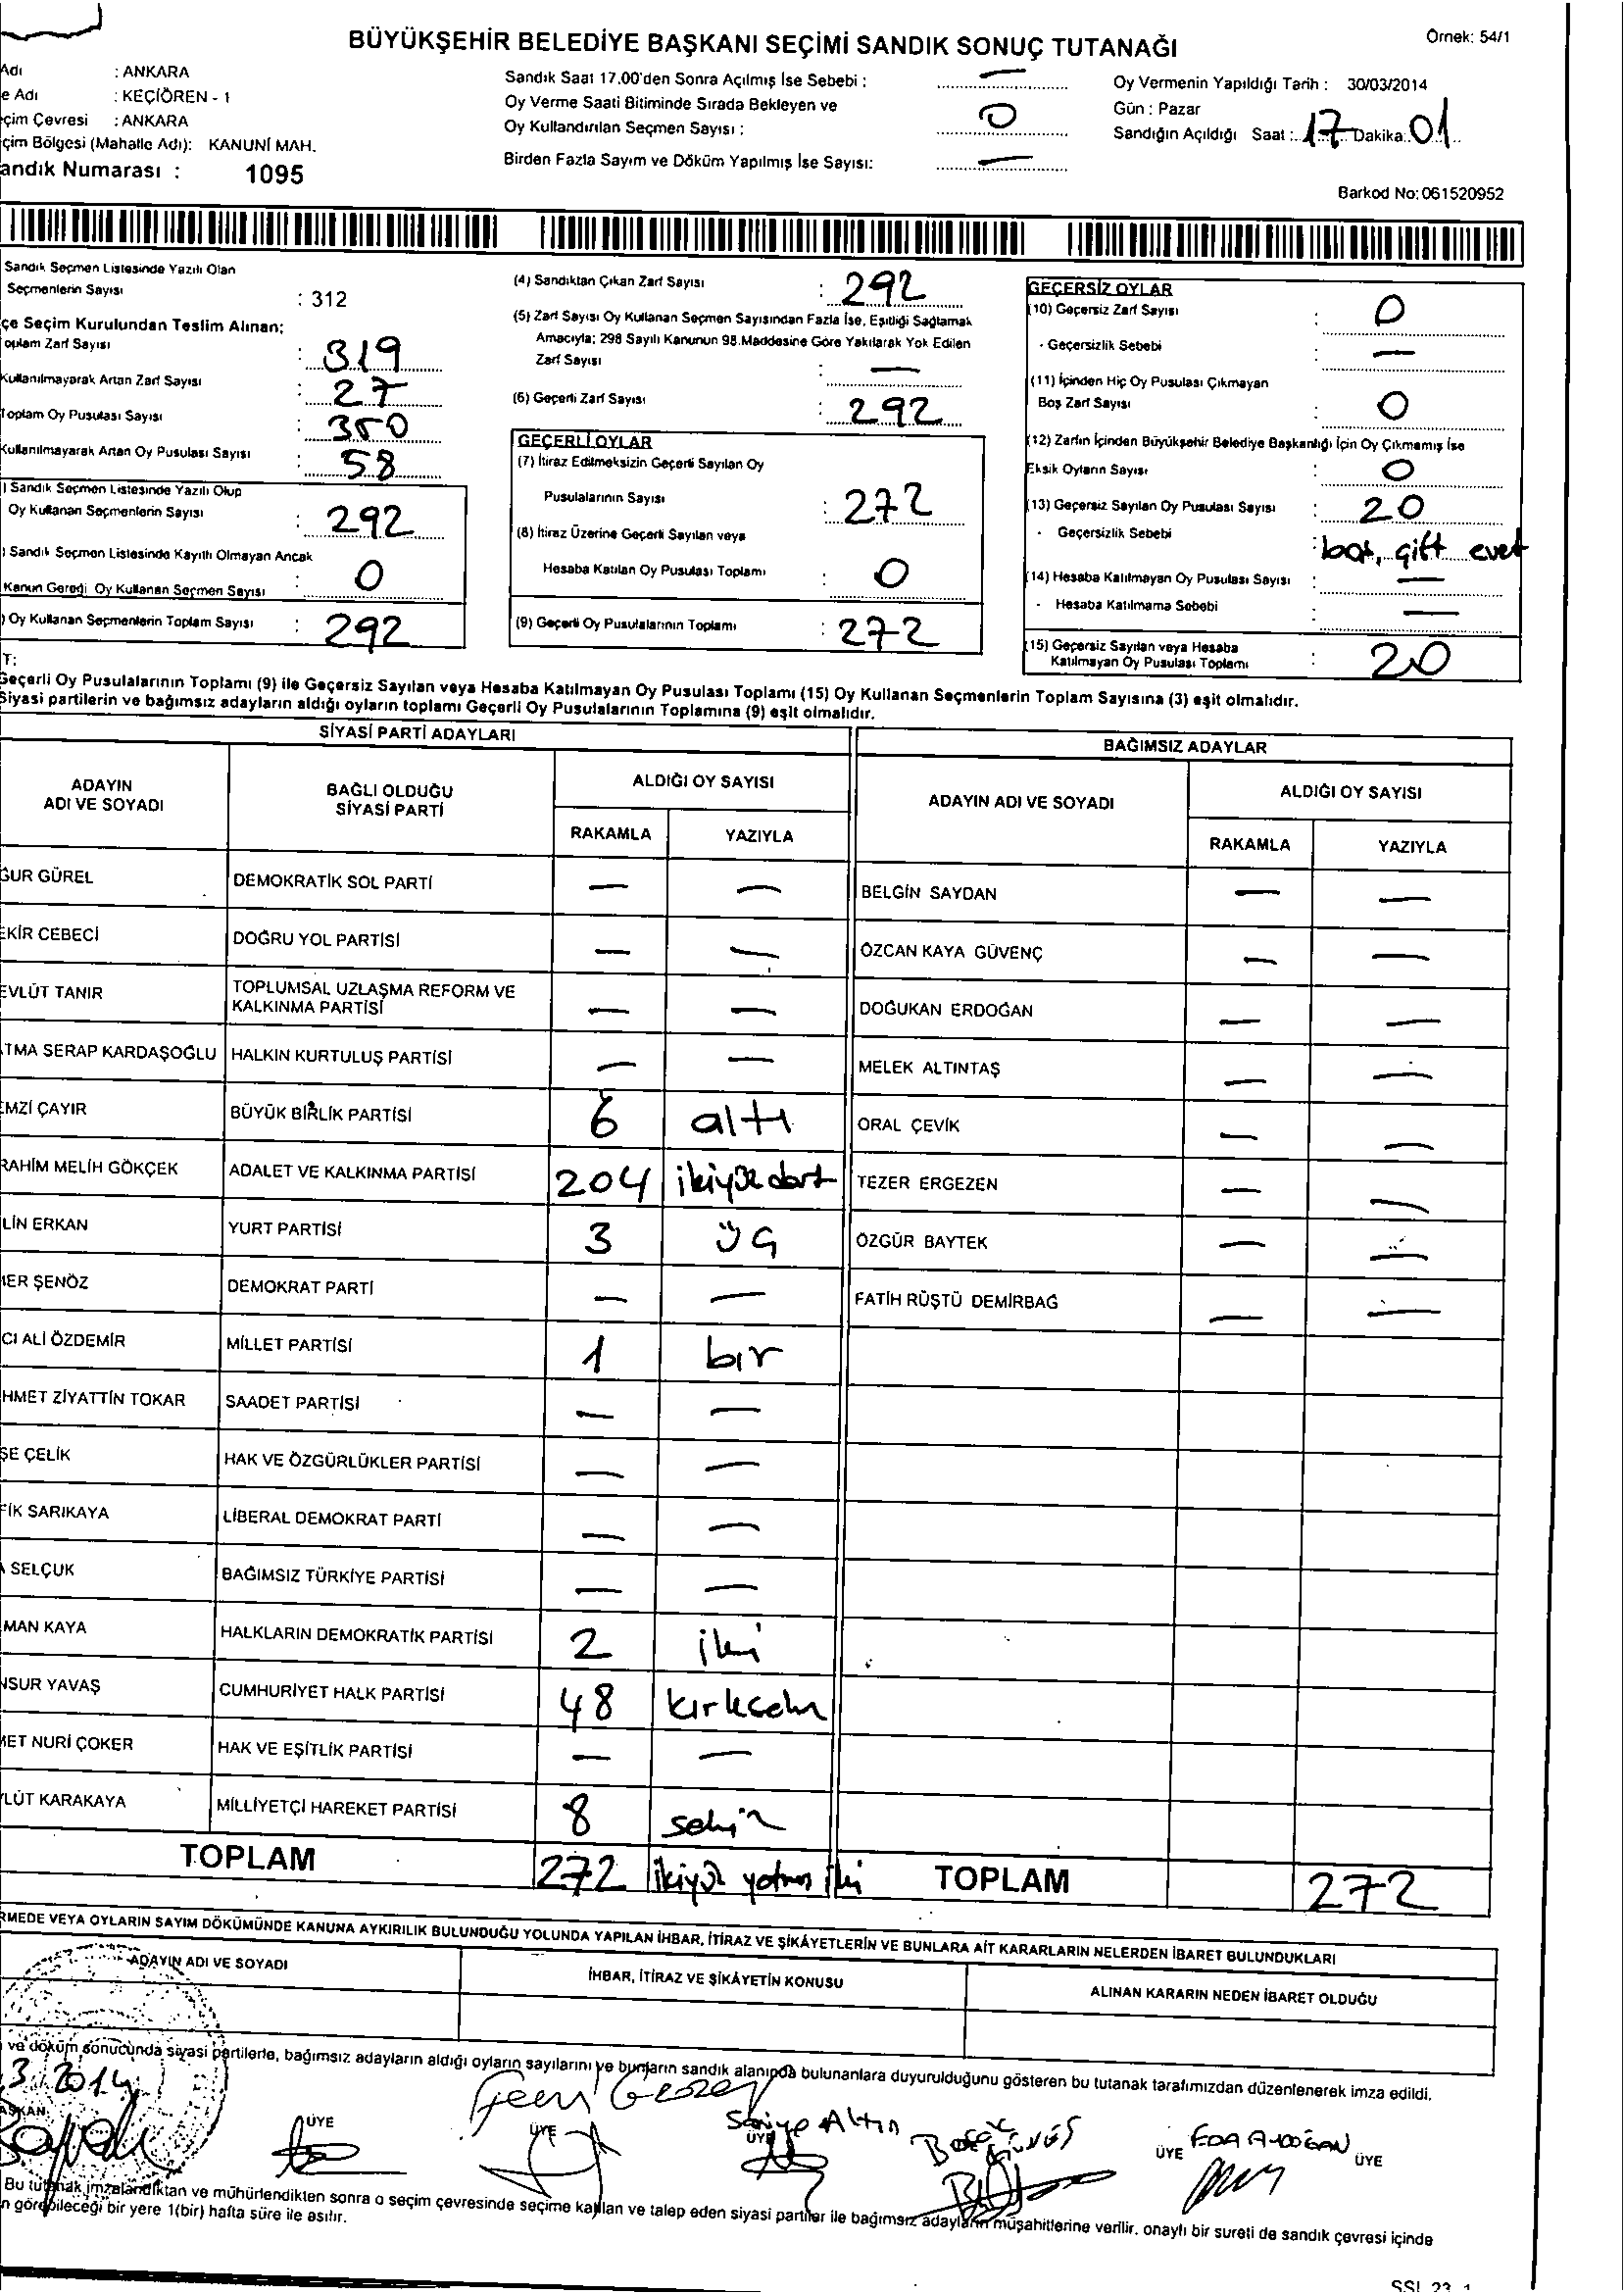 Örnek: 54/1
BÜYÜKŞEHİR BELEDİYE BAŞKANI SEÇİMİ SANDIK SONUÇ TUTANAĞI
Adı : ANKARA
e Adı : KEÇİÖREN - 1
çim Çevresi : ANKARA
çim Bölgesi (Mahalle Adı): KANUNİ MAH.
andık Numarası : 1095
Sandık Saat 17.00'den Sonra Açılmış İse Sebebi : —
Oy Verme Saati Bitiminde Sırada Bekleyen ve
Oy Kullandırılan Seçmen Sayısı : 0
Birden Fazla Sayım ve Döküm Yapılmış İse Sayısı: —
Oy Vermenin Yapıldığı Tarih : 30/03/2014
Gün : Pazar
Sandığın Açıldığı Saat : 17 Dakika: 01
Barkod No: 061520952
Sandık Seçmen Listesinde Yazılı Olan
Seçmenlerin Sayısı : 312
çe Seçim Kurulundan Teslim Alınan:
oplam Zarf Sayısı : 319
Kullanılmayarak Artan Zarf Sayısı : 27
Toplam Oy Pusulası Sayısı : 350
Kullanılmayarak Artan Oy Pusulası Sayısı : 58
) Sandık Seçmen Listesinde Yazılı Olup
Oy Kullanan Seçmenlerin Sayısı : 292
) Sandık Seçmen Listesinde Kayıtlı Olmayan Ancak
Kanun Gereği Oy Kullanan Seçmen Sayısı : 0
) Oy Kullanan Seçmenlerin Toplam Sayısı : 292
(4) Sandıktan Çıkan Zarf Sayısı : 292
(5) Zarf Sayısı Oy Kullanan Seçmen Sayısından Fazla İse, Eşitliği Sağlamak
Amacıyla; 298 Sayılı Kanunun 98.Maddesine Göre Yakılarak Yok Edilen
Zarf Sayısı : —
(6) Geçerli Zarf Sayısı : 292
GEÇERLİ OYLAR
(7) İtiraz Edilmeksizin Geçerli Sayılan Oy
Pusulalarının Sayısı : 272
(8) İtiraz Üzerine Geçerli Sayılan veya
Hesaba Katılan Oy Pusulası Toplamı : 0
(9) Geçerli Oy Pusulalarının Toplamı : 272
GEÇERSİZ OYLAR
(10) Geçersiz Zarf Sayısı : 0
- Geçersizlik Sebebi : —
(11) İçinden Hiç Oy Pusulası Çıkmayan
Boş Zarf Sayısı : 0
(12) Zarfın İçinden Büyükşehir Belediye Başkanlığı İçin Oy Çıkmamış İse
Eksik Oyların Sayısı : 0
(13) Geçersiz Sayılan Oy Pusulası Sayısı : 20
- Geçersizlik Sebebi : boş, çift evet
(14) Hesaba Katılmayan Oy Pusulası Sayısı : —
- Hesaba Katılmama Sebebi : —
(15) Geçersiz Sayılan veya Hesaba
Katılmayan Oy Pusulası Toplamı : 20
T:
Geçerli Oy Pusulalarının Toplamı (9) ile Geçersiz Sayılan veya Hesaba Katılmayan Oy Pusulası Toplamı (15) Oy Kullanan Seçmenlerin Toplam Sayısına (3) eşit olmalıdır.
Siyasi partilerin ve bağımsız adayların aldığı oyların toplamı Geçerli Oy Pusulalarının Toplamına (9) eşit olmalıdır.
SİYASİ PARTİ ADAYLARI BAĞIMSIZ ADAYLAR
ADAYIN ADI VE SOYADI BAĞLI OLDUĞU SİYASİ PARTİ ALDIĞI OY SAYISI ADAYIN ADI VE SOYADI ALDIĞI OY SAYISI
RAKAMLA YAZIYLA RAKAMLA YAZIYLA
GUR GÜREL DEMOKRATİK SOL PARTİ — — BELGİN SAYDAN — —
EKİR CEBECİ DOĞRU YOL PARTİSİ — — ÖZCAN KAYA GÜVENÇ — —
EVLÜT TANIR TOPLUMSAL UZLAŞMA REFORM VE KALKINMA PARTİSİ — — DOĞUKAN ERDOĞAN — —
TMA SERAP KARDAŞOĞLU HALKIN KURTULUŞ PARTİSİ — — MELEK ALTINTAŞ — —
EMZİ ÇAYIR BÜYÜK BİRLİK PARTİSİ 6 altı ORAL ÇEVİK — —
RAHİM MELİH GÖKÇEK ADALET VE KALKINMA PARTİSİ 204 ikiyüzdört TEZER ERGEZEN — —
LİN ERKAN YURT PARTİSİ 3 üç ÖZGÜR BAYTEK — —
MER ŞENÖZ DEMOKRAT PARTİ — — FATİH RÜŞTÜ DEMİRBAĞ — —
CI ALİ ÖZDEMİR MİLLET PARTİSİ 1 bir
HMET ZİYATTİN TOKAR SAADET PARTİSİ — —
ŞE ÇELİK HAK VE ÖZGÜRLÜKLER PARTİSİ — —
FİK SARIKAYA LİBERAL DEMOKRAT PARTİ — —
A SELÇUK BAĞIMSIZ TÜRKİYE PARTİSİ — —
MAN KAYA HALKLARIN DEMOKRATİK PARTİSİ 2 iki
NSUR YAVAŞ CUMHURİYET HALK PARTİSİ 48 kırksekiz
MET NURİ ÇOKER HAK VE EŞİTLİK PARTİSİ — —
VLÜT KARAKAYA MİLLİYETÇİ HAREKET PARTİSİ 8 sekiz
TOPLAM 272 ikiyüz yetmiş iki TOPLAM 272
RMEDE VEYA OYLARIN SAYIM DÖKÜMÜNDE KANUNA AYKIRILIK BULUNDUĞU YOLUNDA YAPILAN İHBAR, İTİRAZ VE ŞİKÂYETLERİN VE BUNLARA AİT KARARLARIN NELERDEN İBARET BULUNDUKLARI
ADAYIN ADI VE SOYADI İHBAR, İTİRAZ VE ŞİKÂYETİN KONUSU ALINAN KARARIN NEDEN İBARET OLDUĞU
ve döküm sonucunda siyasi partilerle, bağımsız adayların aldığı oyların sayılarını ve bunların sandık alanında bulunanlara duyurulduğunu gösteren bu tutanak tarafımızdan düzenlenerek imza edildi.
3/2014
AŞKAN ÜYE ÜYE ÜYE ÜYE ÜYE
Altın
EDA AYDOĞAN
Bu tutanak imzalandıktan ve mühürlendikten sonra o seçim çevresinde seçime katılan ve talep eden siyasi partiler ile bağımsız adayların müşahitlerine verilir. onaylı bir sureti de sandık çevresi içinde
n görebileceği bir yere 1(bir) hafta süre ile asılır.
SSL 23 1